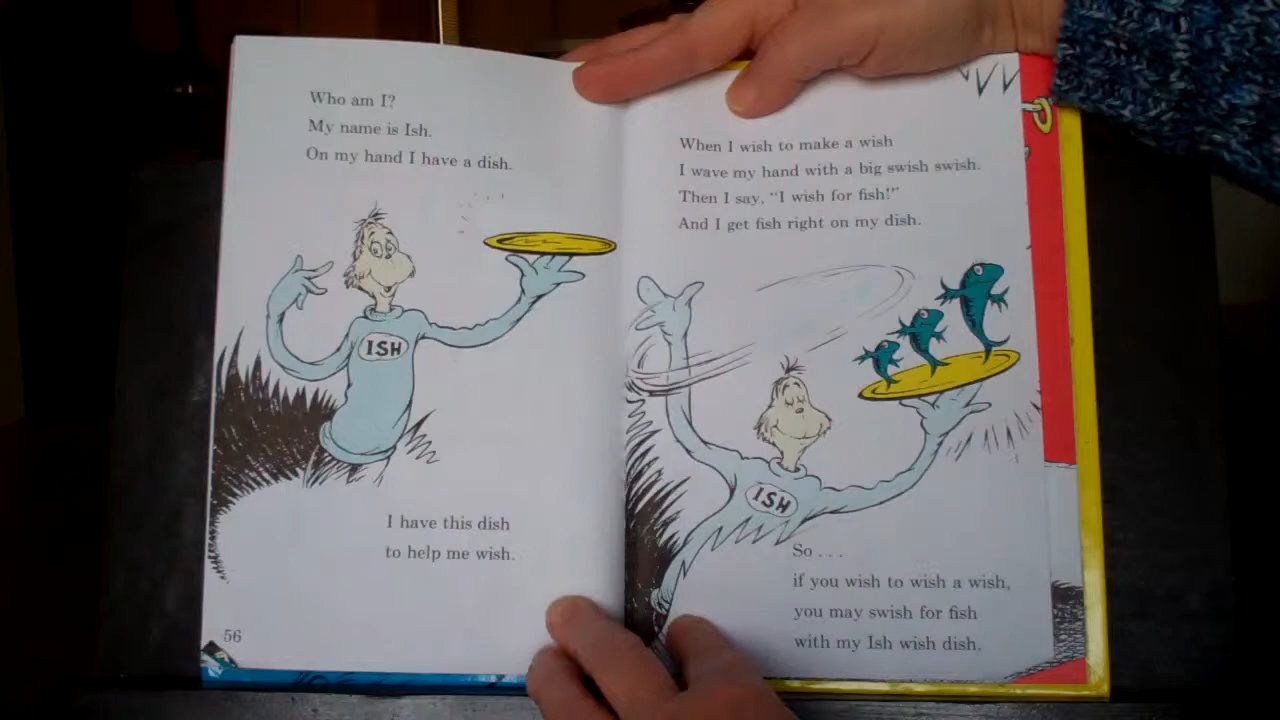 Who am I?
My name is Ish.
On my hand I have a dish.
ISH
I have this dish
to help me wish.
56
When I wish to make a wish
I wave my hand with a big swish swish.
Then I say, "I wish for fish!"
And I get fish right on my dish.
ISH
So . . .
if you wish to wish a wish,
you may swish for fish
with my Ish wish dish.